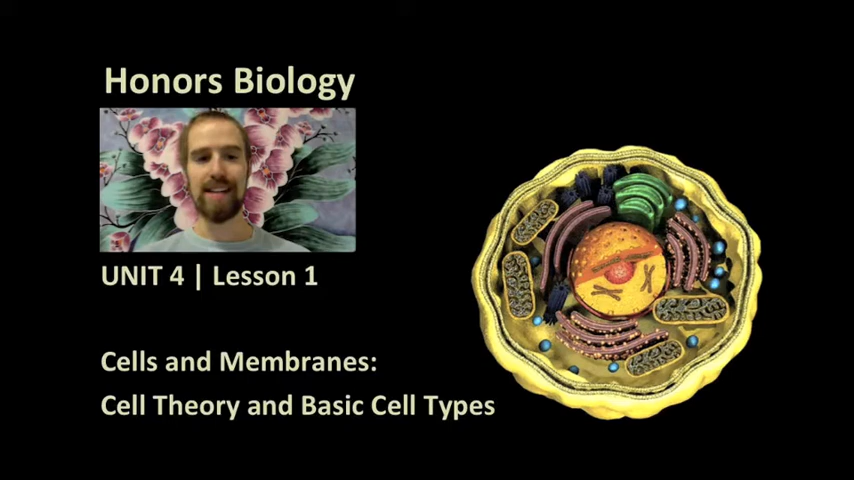 Honors Biology
UNIT 4 | Lesson 1
Cells and Membranes:
Cell Theory and Basic Cell Types